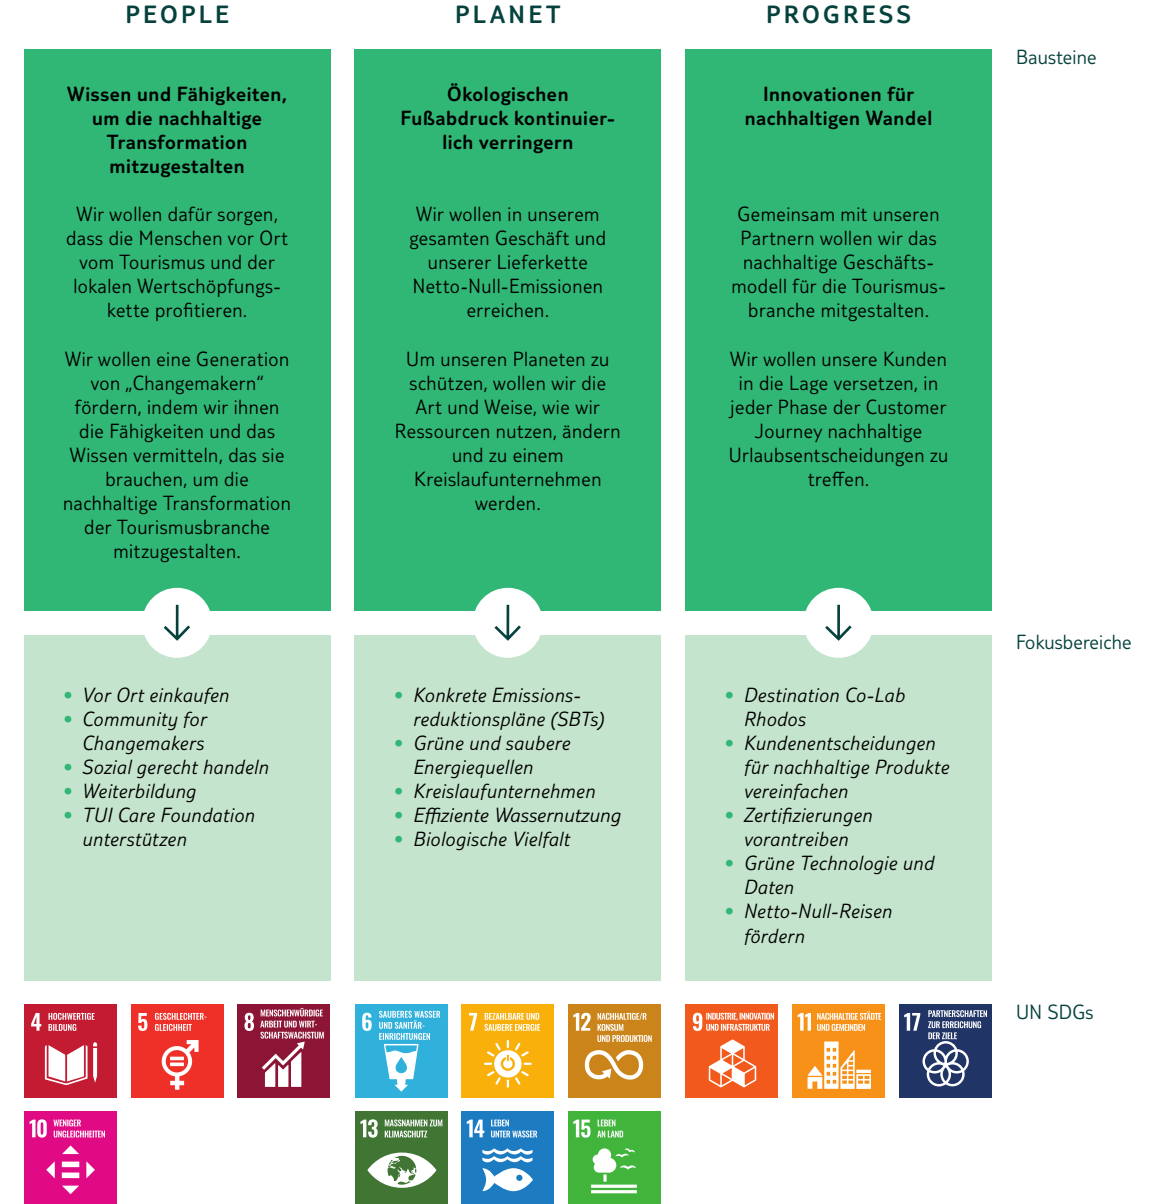 PEOPLE
PLANET
PROGRESS
Bausteine
Wissen und Fähigkeiten,
um die nachhaltige
Transformation
mitzugestalten
Wir wollen dafür sorgen,
dass die Menschen vor Ort
vom Tourismus und der
lokalen Wertschöpfungs-
kette profitieren.
Wir wollen eine Generation
von „Changemakern“
fördern, indem wir ihnen
die Fähigkeiten und das
Wissen vermitteln, das sie
brauchen, um die
nachhaltige Transformation
der Tourismusbranche
mitzugestalten.
Ökologischen
Fußabdruck kontinuier-
lich verringern
Wir wollen in unserem
gesamten Geschäft und
unserer Lieferkette
Netto-Null-Emissionen
erreichen.
Um unseren Planeten zu
schützen, wollen wir die
Art und Weise, wie wir
Ressourcen nutzen, ändern
und zu einem
Kreislaufunternehmen
werden.
Innovationen für
nachhaltigen Wandel
Gemeinsam mit unseren
Partnern wollen wir das
nachhaltige Geschäfts-
modell für die Tourismus-
branche mitgestalten.
Wir wollen unsere Kunden
in die Lage versetzen, in
jeder Phase der Customer
Journey nachhaltige
Urlaubsentscheidungen zu
treffen.
Fokusbereiche
• Vor Ort einkaufen
• Community for
Changemakers
• Sozial gerecht handeln
• Weiterbildung
• TUI Care Foundation
unterstützen
• Konkrete Emissions-
reduktionspläne (SBTs)
• Grüne und saubere
Energiequellen
• Kreislaufunternehmen
• Effiziente Wassernutzung
• Biologische Vielfalt
• Destination Co-Lab
Rhodos
• Kundenentscheidungen
für nachhaltige Produkte
vereinfachen
• Zertifizierungen
vorantreiben
• Grüne Technologie und
Daten
• Netto-Null-Reisen
fördern
UN SDGs
4 HOCHWERTIGE
BILDUNG
5 GESCHLECHTER-
GLEICHHEIT
8 MENSCHENWÜRDIGE
ARBEIT UND WIRT-
SCHAFTSWACHSTUM
10 WENIGER
UNGLEICHHEITEN
6 SAUBERES WASSER
UND SANITÄR-
EINRICHTUNGEN
7 BEZAHLBARE UND
SAUBERE ENERGIE
12 NACHHALTIGE/R
KONSUM
UND PRODUKTION
13 MASSNAHMEN ZUM
KLIMASCHUTZ
14 LEBEN
UNTER WASSER
15 LEBEN
AN LAND
9 INDUSTRIE, INNOVATION
UND INFRASTRUKTUR
11 NACHHALTIGE STÄDTE
UND GEMEINDEN
17 PARTNERSCHAFTEN
ZUR ERREICHUNG
DER ZIELE